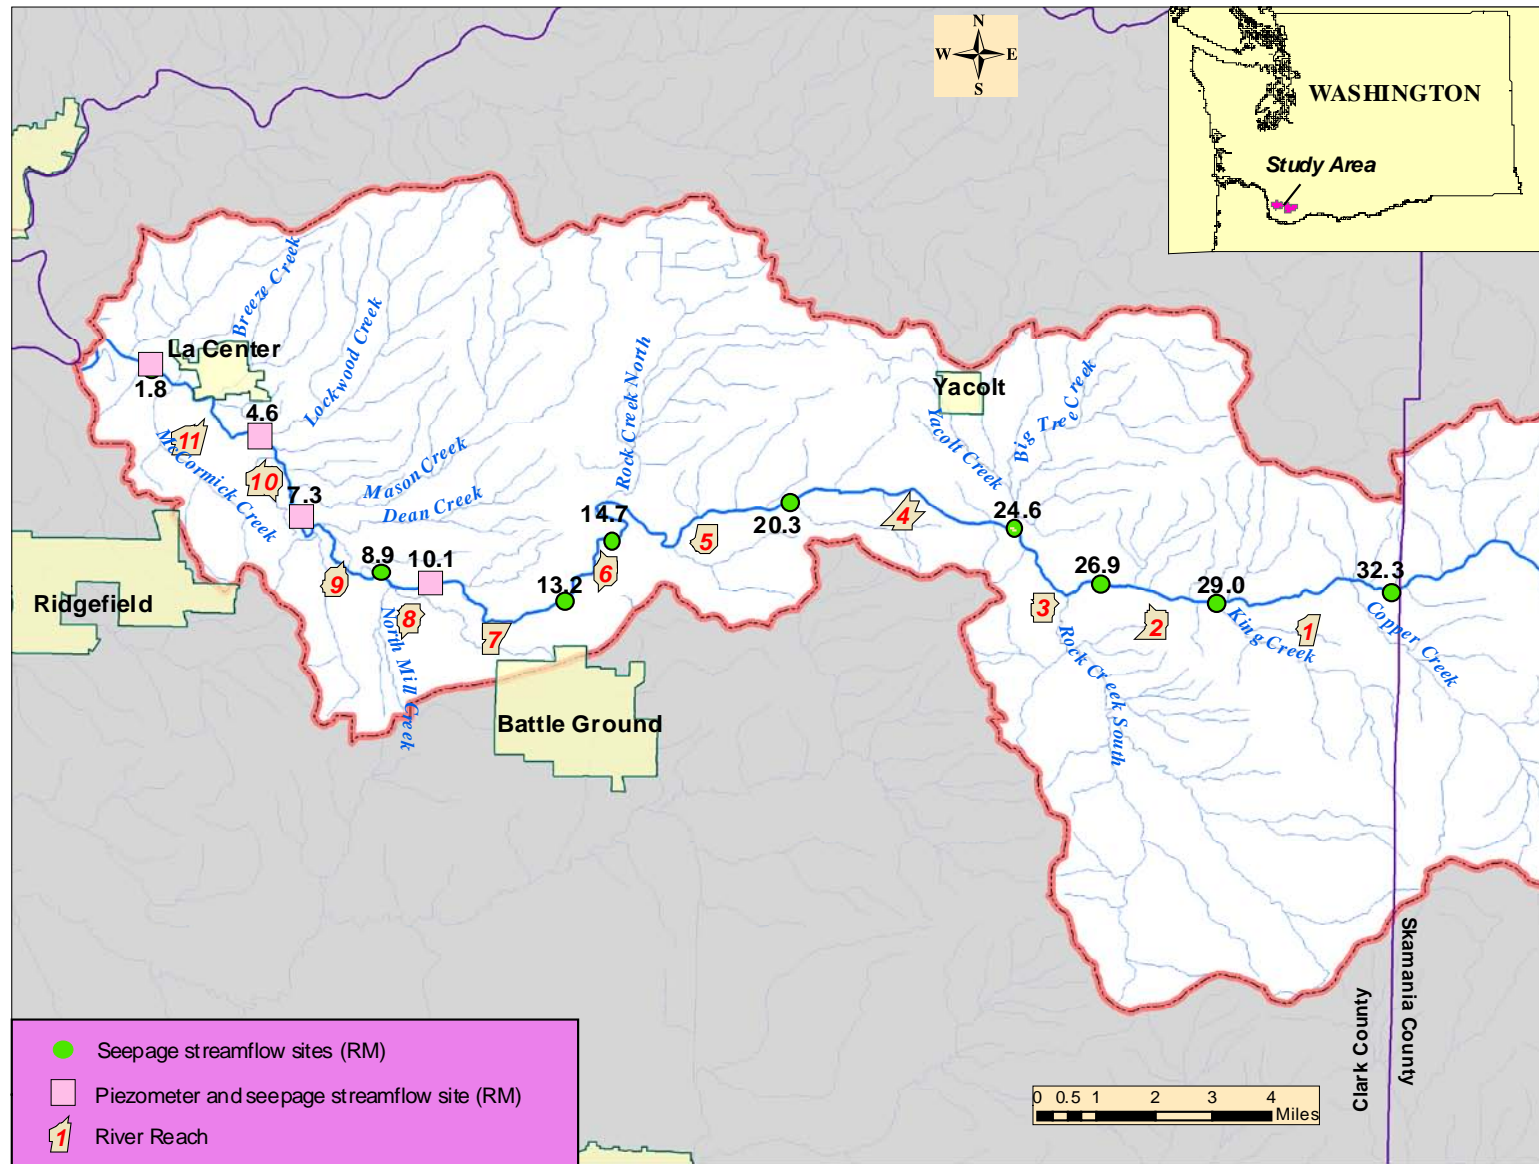 N
W E
S
WASHINGTON
Study Area
Breeze Creek
La Center
1.8
Lockwood Creek
4.6
11
McCormick Creek
10
7.3
Mason Creek
Dean Creek
Rock Creek North
Yacolt
Yacolt Creek
Big Tree Creek
14.7
20.3
5
4
24.6
8.9
10.1
9
8
13.2
6
7
North Mill Creek
Ridgefield
Battle Ground
26.9
3
Rock Creek South
2
29.0
King Creek
1
32.3
Copper Creek
Clark County
Skamania County
Seepage streamflow sites (RM)
Piezometer and seepage streamflow site (RM)
1 River Reach
0 0.5 1 2 3 4
Miles